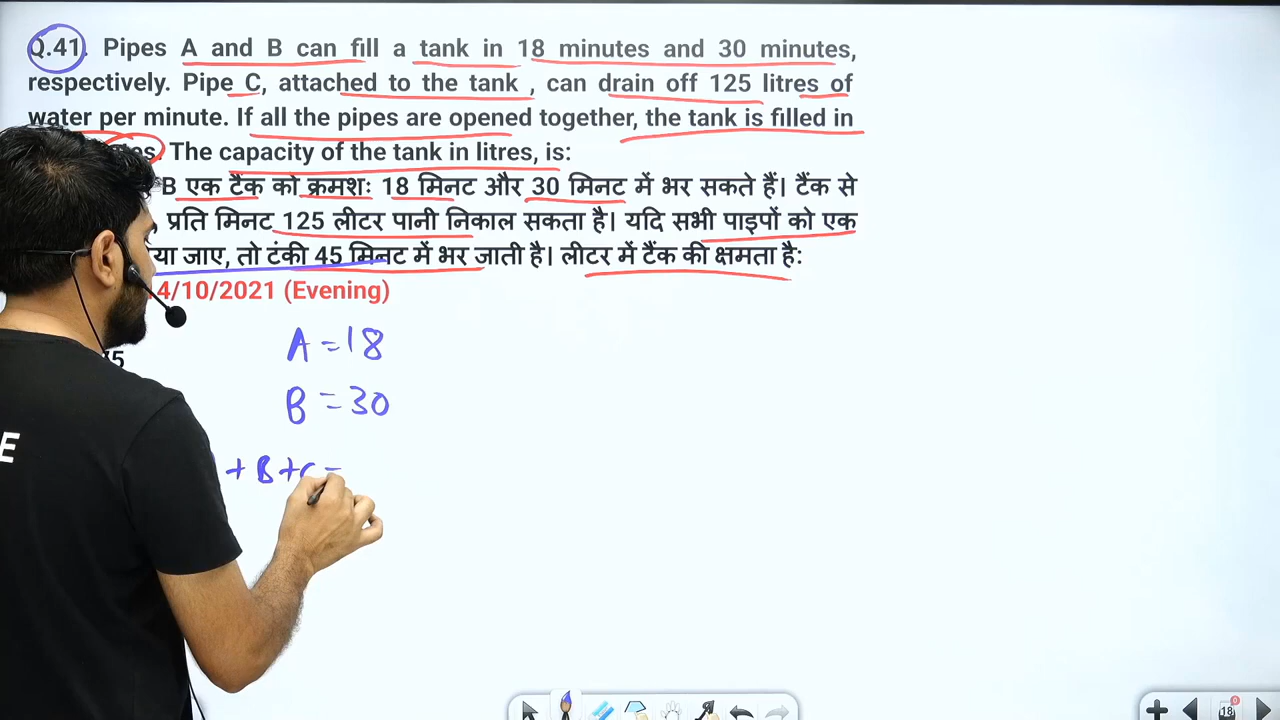 Q.41. Pipes A and B can fill a tank in 18 minutes and 30 minutes,
respectively. Pipe C, attached to the tank , can drain off 125 litres of
water per minute. If all the pipes are opened together, the tank is filled in
The capacity of the tank in litres, is:
B एक टैंक को क्रमशः 18 मिनट और 30 मिनट में भर सकते हैं। टैंक से
, प्रति मिनट 125 लीटर पानी निकाल सकता है। यदि सभी पाइपों को एक
या जाए, तो टंकी 45 मिनट में भर जाती है। लीटर में टैंक की क्षमता है:
14/10/2021 (Evening)
A = 18
B = 30
+ B + C =
E
18